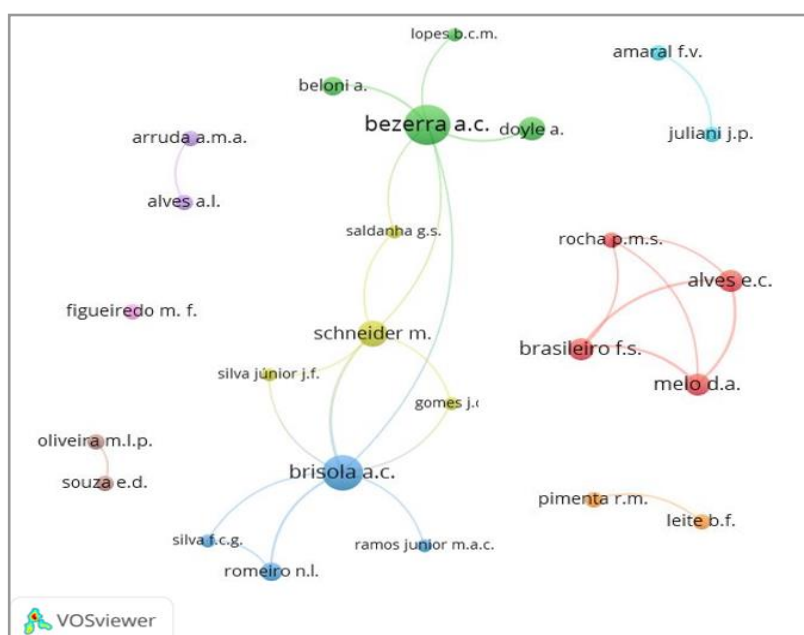 lopes b.c.m.
amaral f.v.
beloni a.
bezerra a.c.
doyle a.
juliani j.p.
arruda a.m.a.
alves a.l.
saldanha g.s.
rocha p.m.s.
alves e.c.
figueiredo m. f.
schneider m.
brasileiro f.s.
silva júnior j.f.
melo d.a.
gomes j.c
oliveira m.l.p.
brisola a.c.
souza e.d.
pimenta r.m.
leite b.f.
silva f.c.g.
ramos junior m.a.c.
romeiro n.l.
VOSviewer